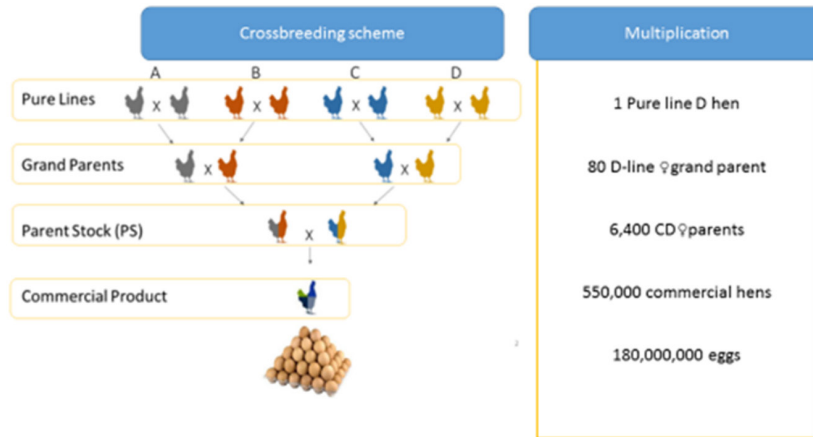 Crossbreeding scheme
Multiplication
A B C D
Pure Lines X X X X
1 Pure line D hen
Grand Parents X X
80 D-line ♀grand parent
Parent Stock (PS) X
6,400 CD♀parents
Commercial Product
550,000 commercial hens
180,000,000 eggs
2